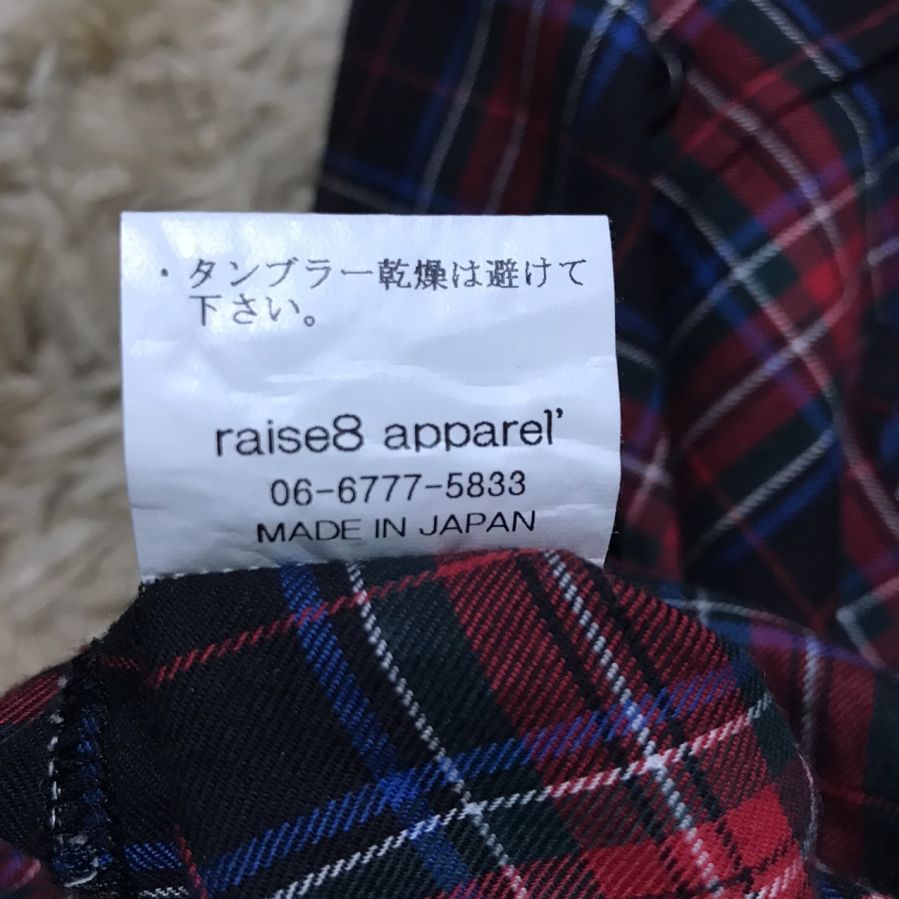 ・タンブラー乾燥は避けて
下さい。
raise8 apparel’
06-6777-5833
MADE IN JAPAN